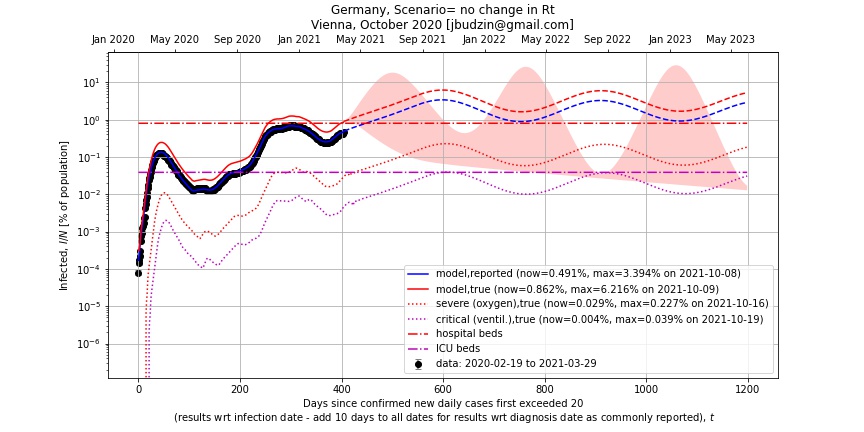 Germany, Scenario= no change in Rt
Vienna, October 2020 [jbudzin@gmail.com]
Jan 2020 May 2020 Sep 2020 Jan 2021 May 2021 Sep 2021 Jan 2022 May 2022 Sep 2022 Jan 2023 May 2023
Infected, I/N [% of population]
10¹
10⁰
10⁻¹
10⁻²
10⁻³
10⁻⁴
10⁻⁵
10⁻⁶
model,reported (now=0.491%, max=3.394% on 2021-10-08)
model,true (now=0.862%, max=6.216% on 2021-10-09)
severe (oxygen),true (now=0.029%, max=0.227% on 2021-10-16)
critical (ventil.),true (now=0.004%, max=0.039% on 2021-10-19)
hospital beds
ICU beds
data: 2020-02-19 to 2021-03-29
0 200 400 600 800 1000 1200
Days since confirmed new daily cases first exceeded 20
(results wrt infection date - add 10 days to all dates for results wrt diagnosis date as commonly reported), t